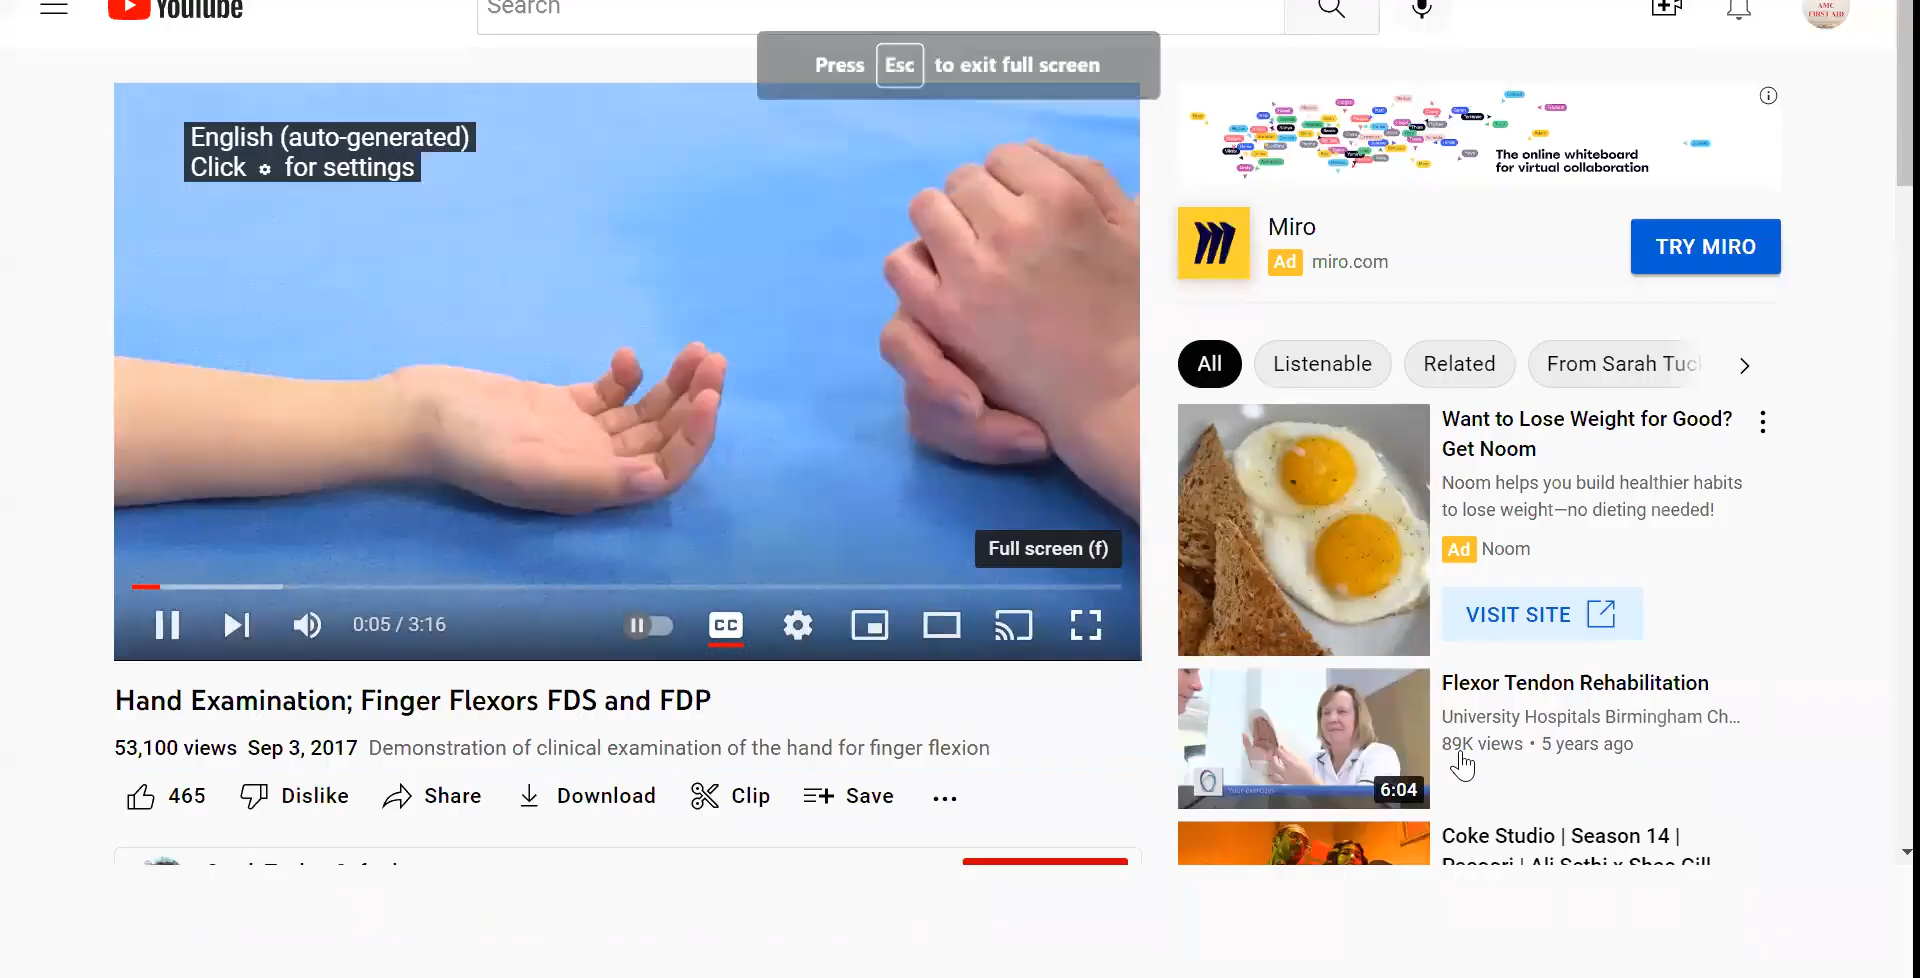 YouTube
Search
AMC
FIRST AID
Press Esc to exit full screen
English (auto-generated)
Click for settings
The online whiteboard
for virtual collaboration
Miro
Ad miro.com
TRY MIRO
All Listenable Related From Sarah Tuc
Want to Lose Weight for Good?
Get Noom
Noom helps you build healthier habits
to lose weight—no dieting needed!
Ad Noom
VISIT SITE
Full screen (f)
0:05 / 3:16
CC
Hand Examination; Finger Flexors FDS and FDP
53,100 views Sep 3, 2017 Demonstration of clinical examination of the hand for finger flexion
465 Dislike Share Download Clip Save ...
Flexor Tendon Rehabilitation
University Hospitals Birmingham Ch...
89K views • 5 years ago
6:04
Coke Studio | Season 14 |